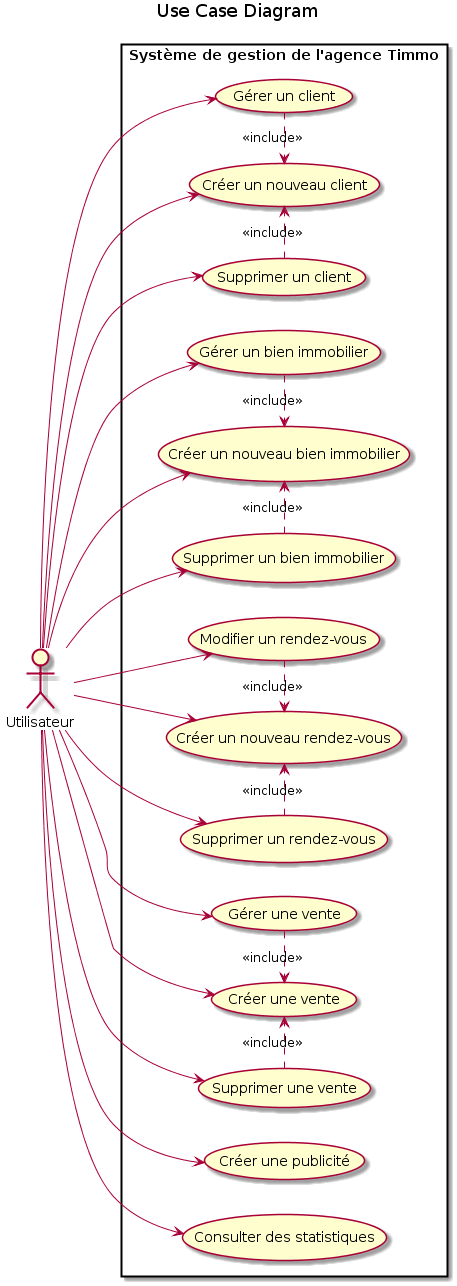 Use Case Diagram
Système de gestion de l'agence Timmo
Gérer un client
«include»
Créer un nouveau client
«include»
Supprimer un client
Gérer un bien immobilier
«include»
Créer un nouveau bien immobilier
«include»
Supprimer un bien immobilier
Modifier un rendez-vous
«include»
Utilisateur
Créer un nouveau rendez-vous
«include»
Supprimer un rendez-vous
Gérer une vente
«include»
Créer une vente
«include»
Supprimer une vente
Créer une publicité
Consulter des statistiques